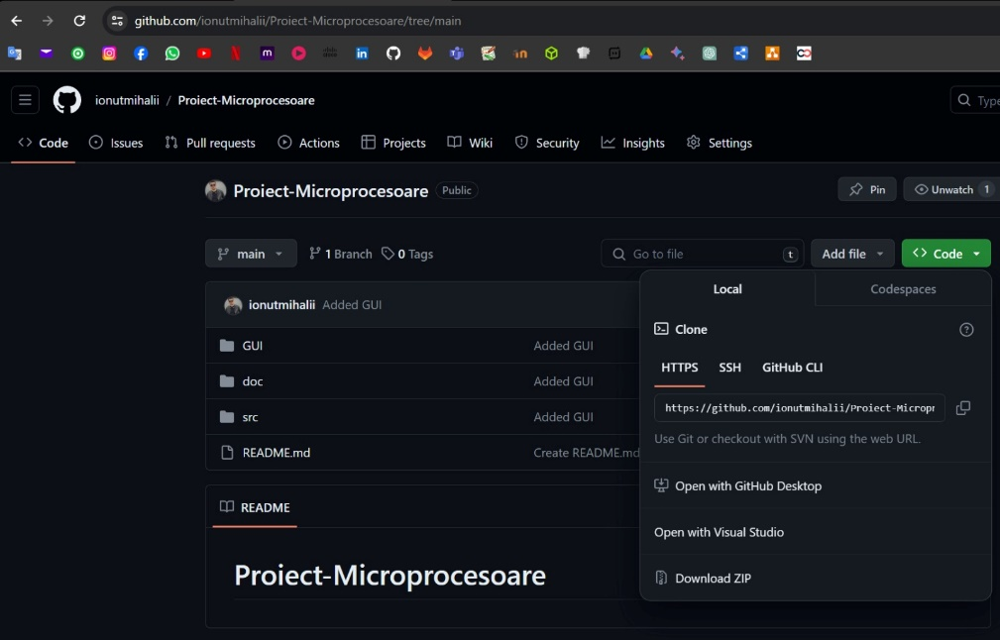 github.com/ionutmihalii/Proiect-Microprocesoare/tree/main
m
in
ionutmihalii / Proiect-Microprocesoare
Type
Code Issues Pull requests Actions Projects Wiki Security Insights Settings
Proiect-Microprocesoare Public Pin Unwatch 1
main 1 Branch 0 Tags Go to file t Add file Code
ionutmihalii Added GUI
GUI Added GUI
doc Added GUI
src Added GUI
README.md Create README.md
Local Codespaces
Clone
HTTPS SSH GitHub CLI
https://github.com/ionutmihalii/Proiect-Micropr
Use Git or checkout with SVN using the web URL.
Open with GitHub Desktop
Open with Visual Studio
Download ZIP
README
Proiect-Microprocesoare